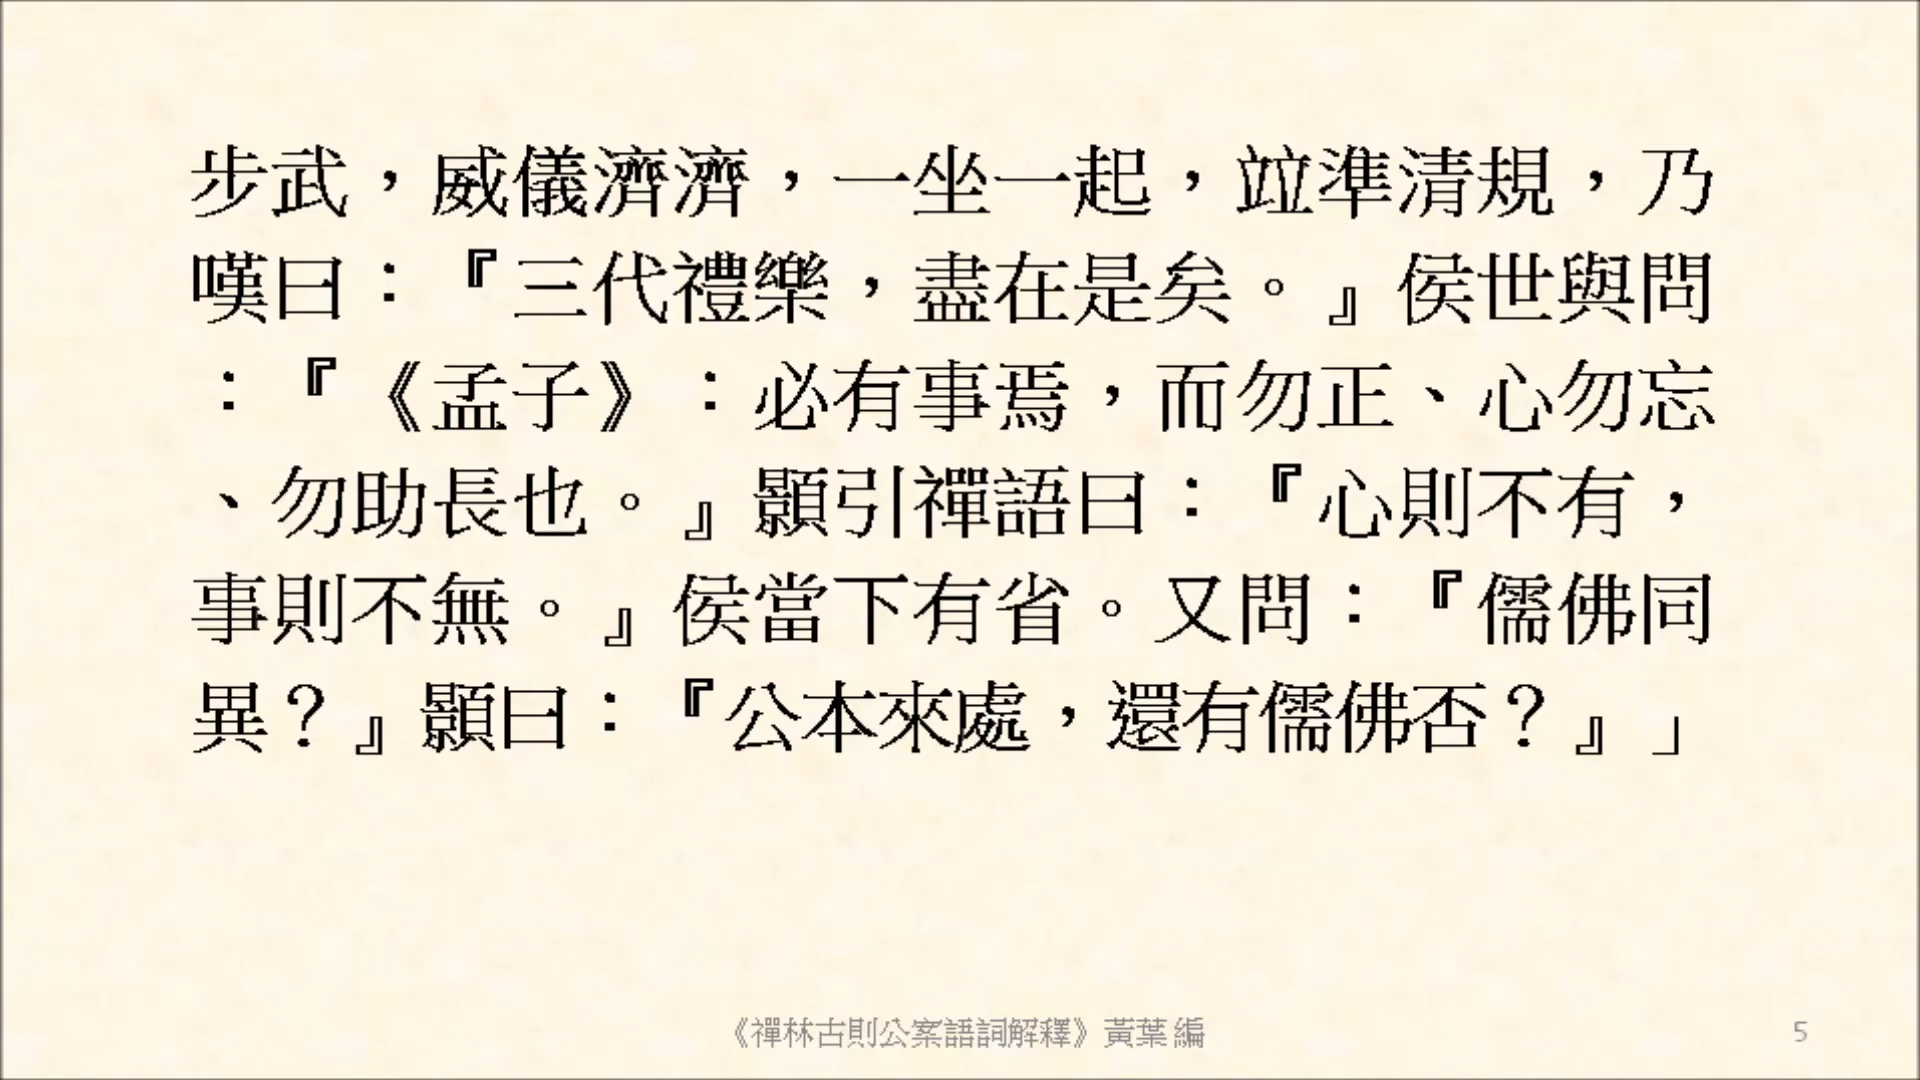 步武，威儀濟濟，一坐一起，竝準清規，乃
嘆曰：『三代禮樂，盡在是矣。』侯世與問
：『《孟子》：必有事焉，而勿正、心勿忘
、勿助長也。』顥引禪語曰：『心則不有，
事則不無。』侯當下有省。又問：『儒佛同
異？』顥曰：『公本來處，還有儒佛否？』」
《禪林古則公案語詞解釋》黃葉 編
5